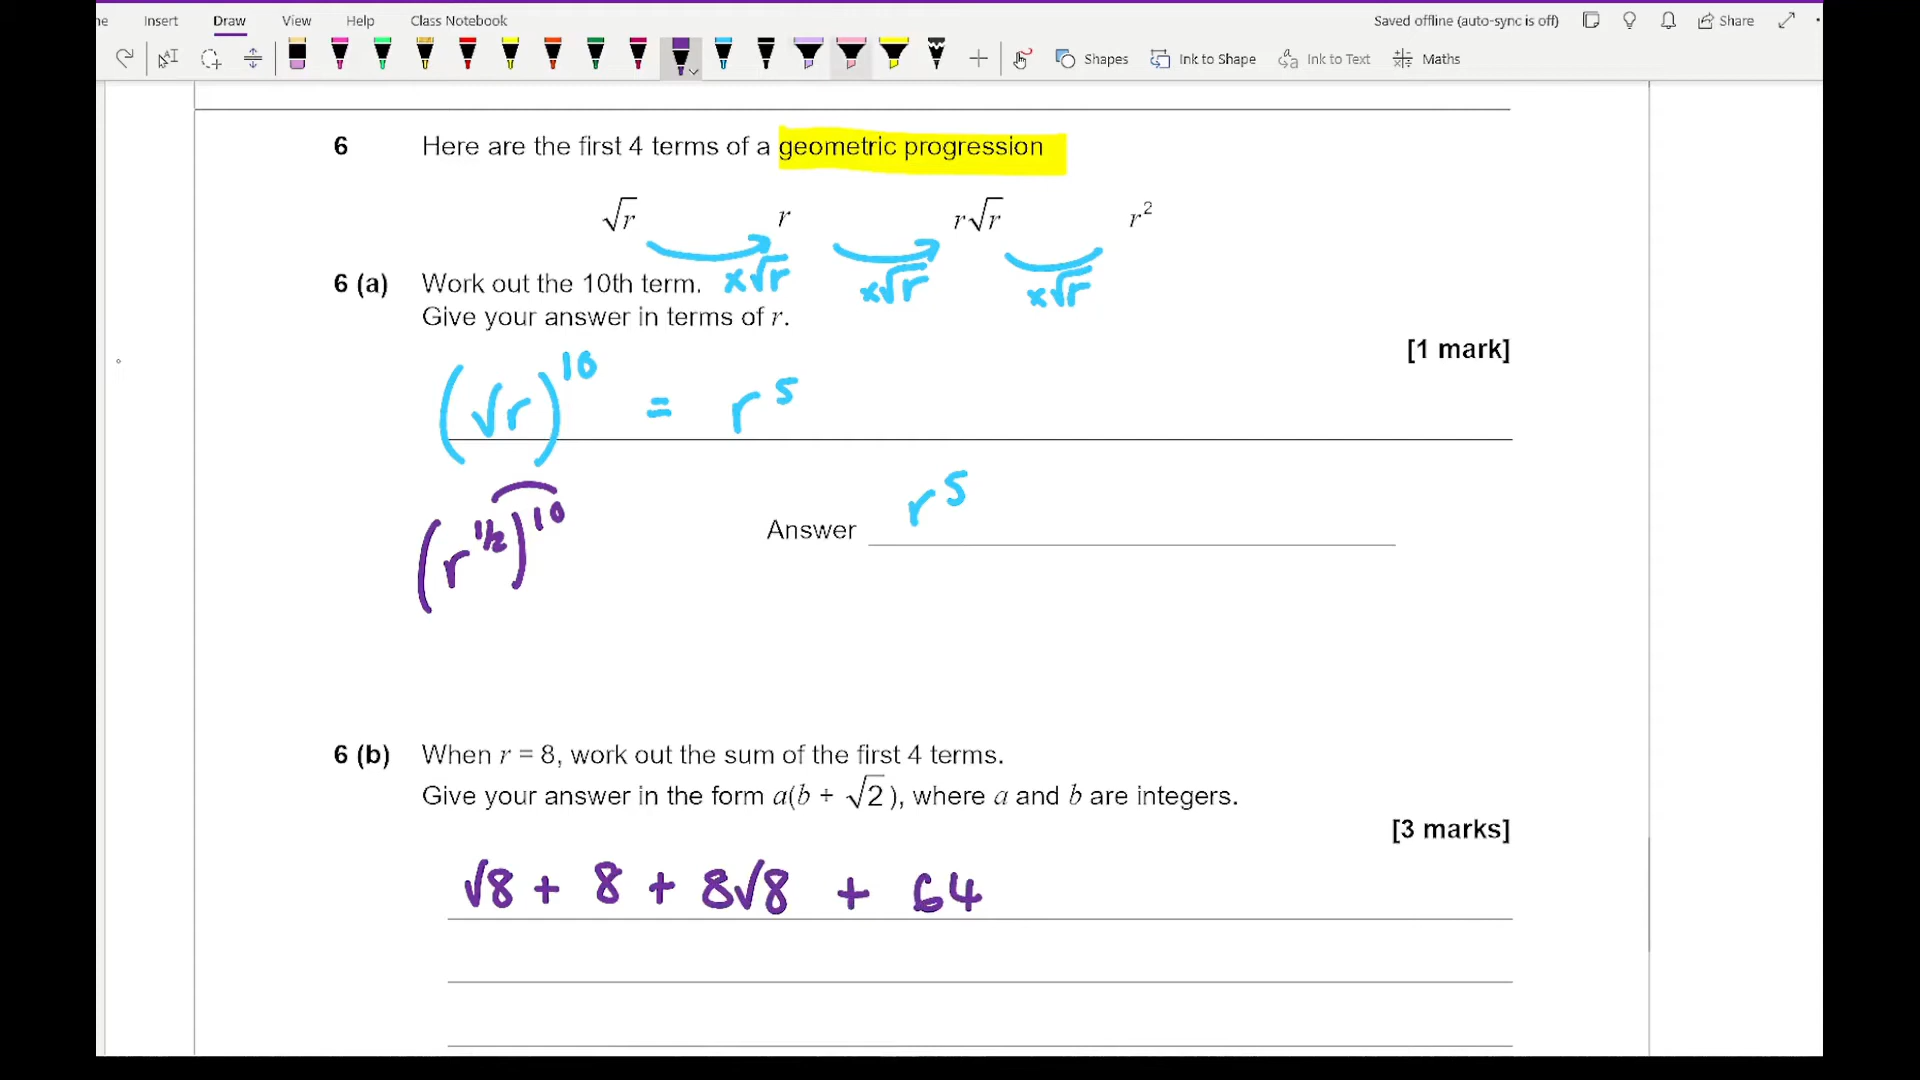 ne Insert Draw View Help Class Notebook Saved offline (auto-sync is off) Share
Shapes Ink to Shape Ink to Text Maths
6 Here are the first 4 terms of a geometric progression
√r r r√r r²
×√r ×√r ×√r
6 (a) Work out the 10th term.
Give your answer in terms of r.
[1 mark]
(√r)¹⁰ = r⁵
r⁵
(r^1/2)¹⁰
Answer
6 (b) When r = 8, work out the sum of the first 4 terms.
Give your answer in the form a(b + √2), where a and b are integers.
[3 marks]
√8 + 8 + 8√8 + 64